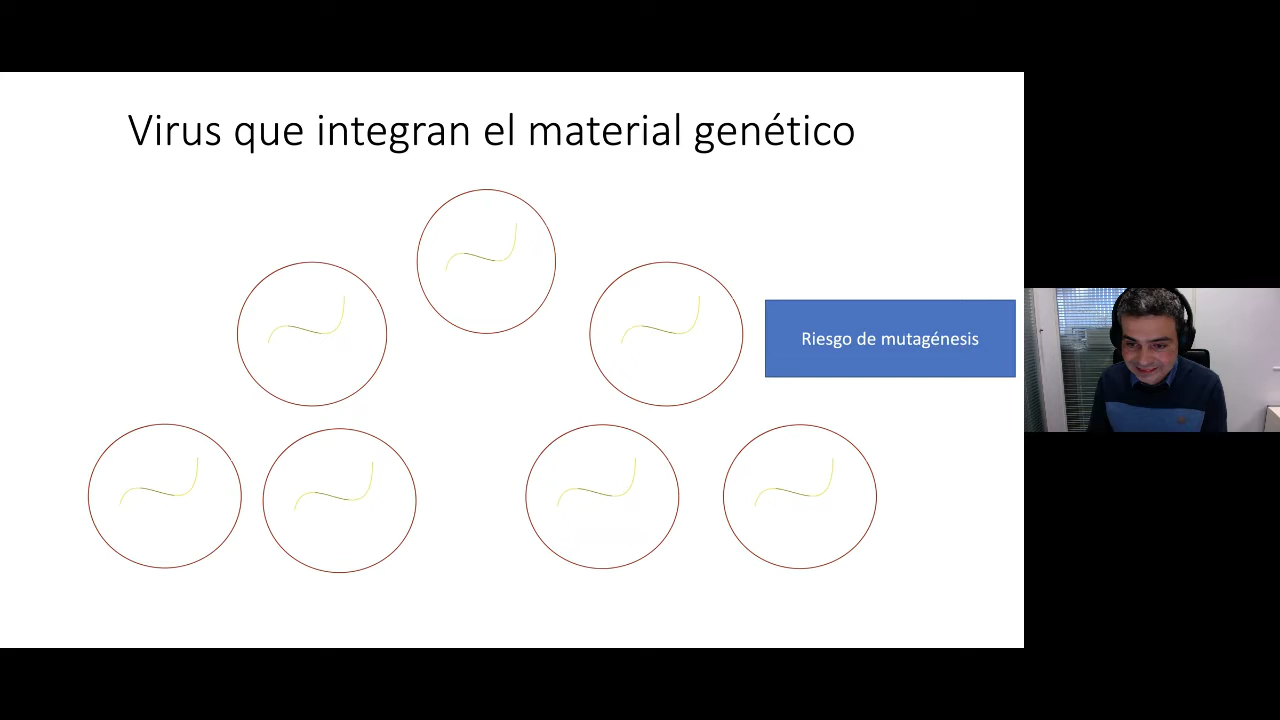 Virus que integran el material genético
Riesgo de mutagénesis